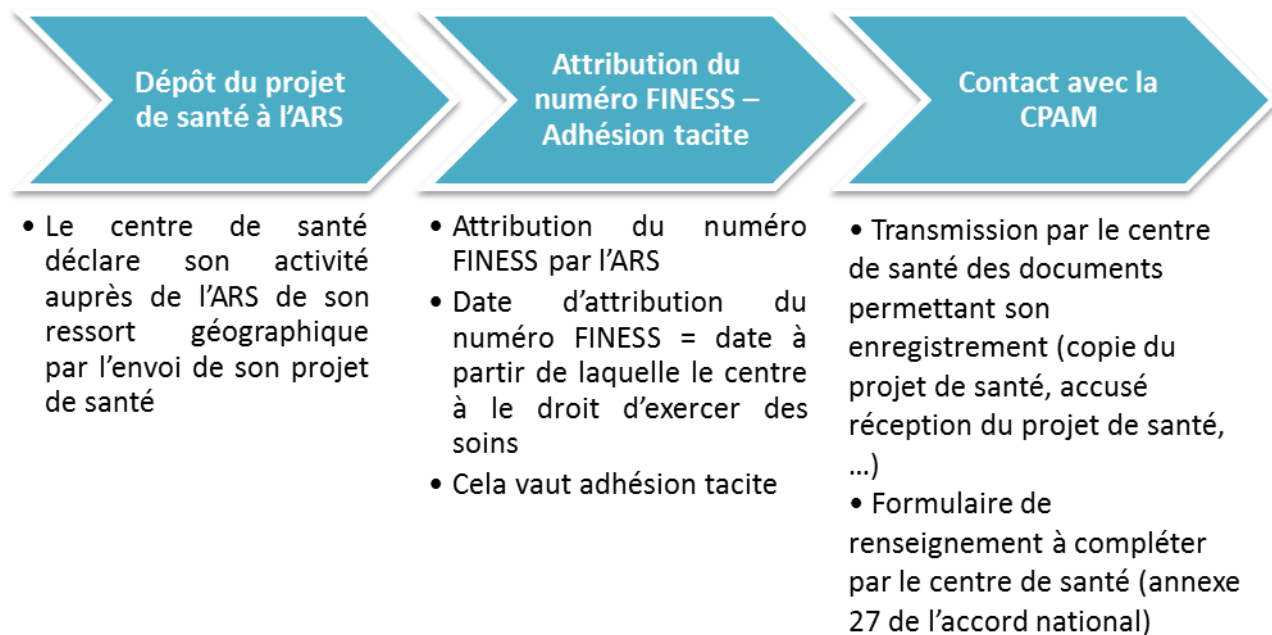 Dépôt du projet
de santé à l'ARS
Attribution du
numéro FINESS –
Adhésion tacite
Contact avec la
CPAM
• Le centre de santé
déclare son activité
auprès de l'ARS de son
ressort géographique
par l'envoi de son projet
de santé
• Attribution du numéro
FINESS par l'ARS
• Date d'attribution du
numéro FINESS = date à
partir de laquelle le centre
à le droit d'exercer des
soins
• Cela vaut adhésion tacite
• Transmission par le centre
de santé des documents
permettant son
enregistrement (copie du
projet de santé, accusé
réception du projet de santé,
…)
• Formulaire de
renseignement à compléter
par le centre de santé (annexe
27 de l'accord national)